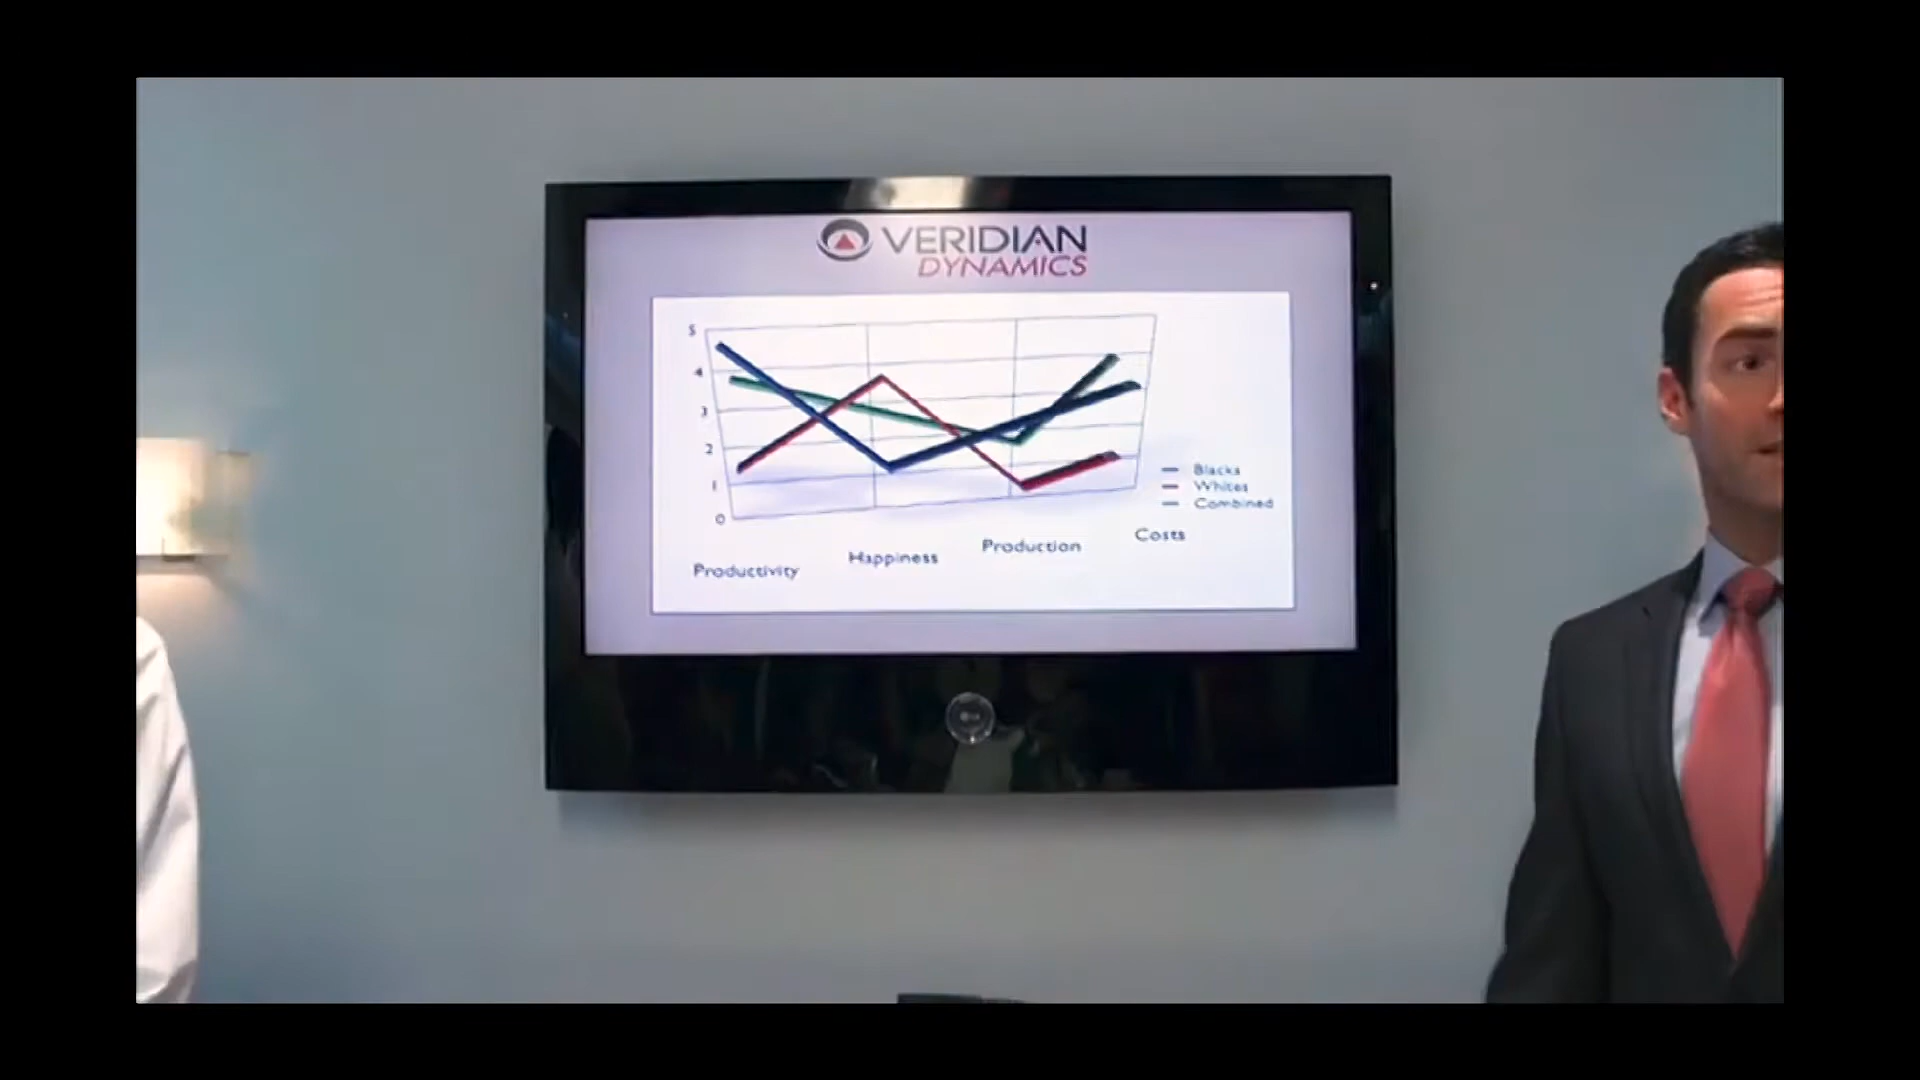 VERIDIAN
DYNAMICS
5
4
3
2
1
0
Blacks
Whites
Combined
Productivity
Happiness
Production
Costs